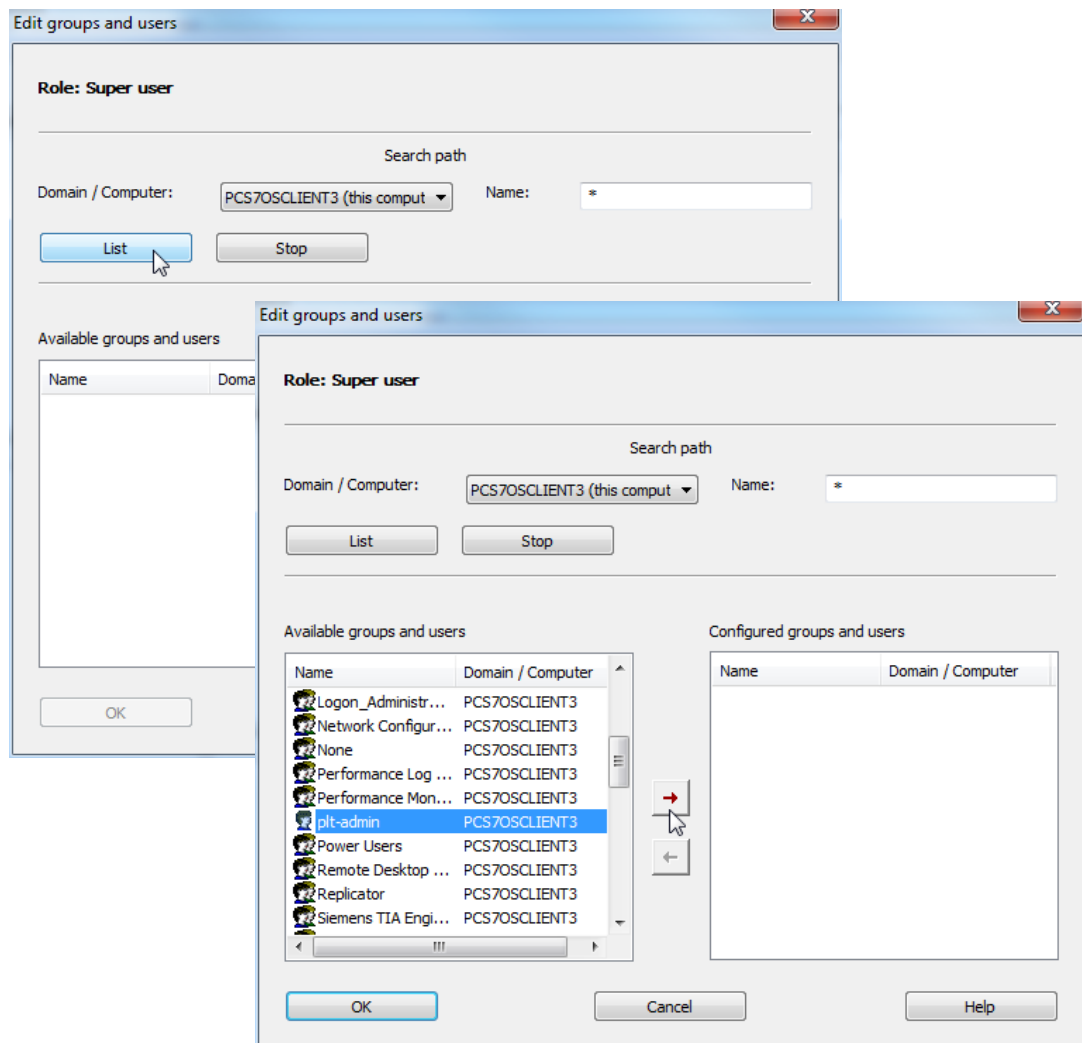 Edit groups and users
Role: Super user
Search path
Domain / Computer: PCS7OSCLIENT3 (this comput Name: *
List Stop
Available groups and users
Name Doma
OK
Edit groups and users
Role: Super user
Search path
Domain / Computer: PCS7OSCLIENT3 (this comput Name: *
List Stop
Available groups and users Configured groups and users
Name Domain / Computer Name Domain / Computer
Logon_Administr... PCS7OSCLIENT3
Network Configur... PCS7OSCLIENT3
None PCS7OSCLIENT3
Performance Log ... PCS7OSCLIENT3
Performance Mon... PCS7OSCLIENT3
plt-admin PCS7OSCLIENT3
Power Users PCS7OSCLIENT3
Remote Desktop ... PCS7OSCLIENT3
Replicator PCS7OSCLIENT3
Siemens TIA Engi... PCS7OSCLIENT3
OK Cancel Help